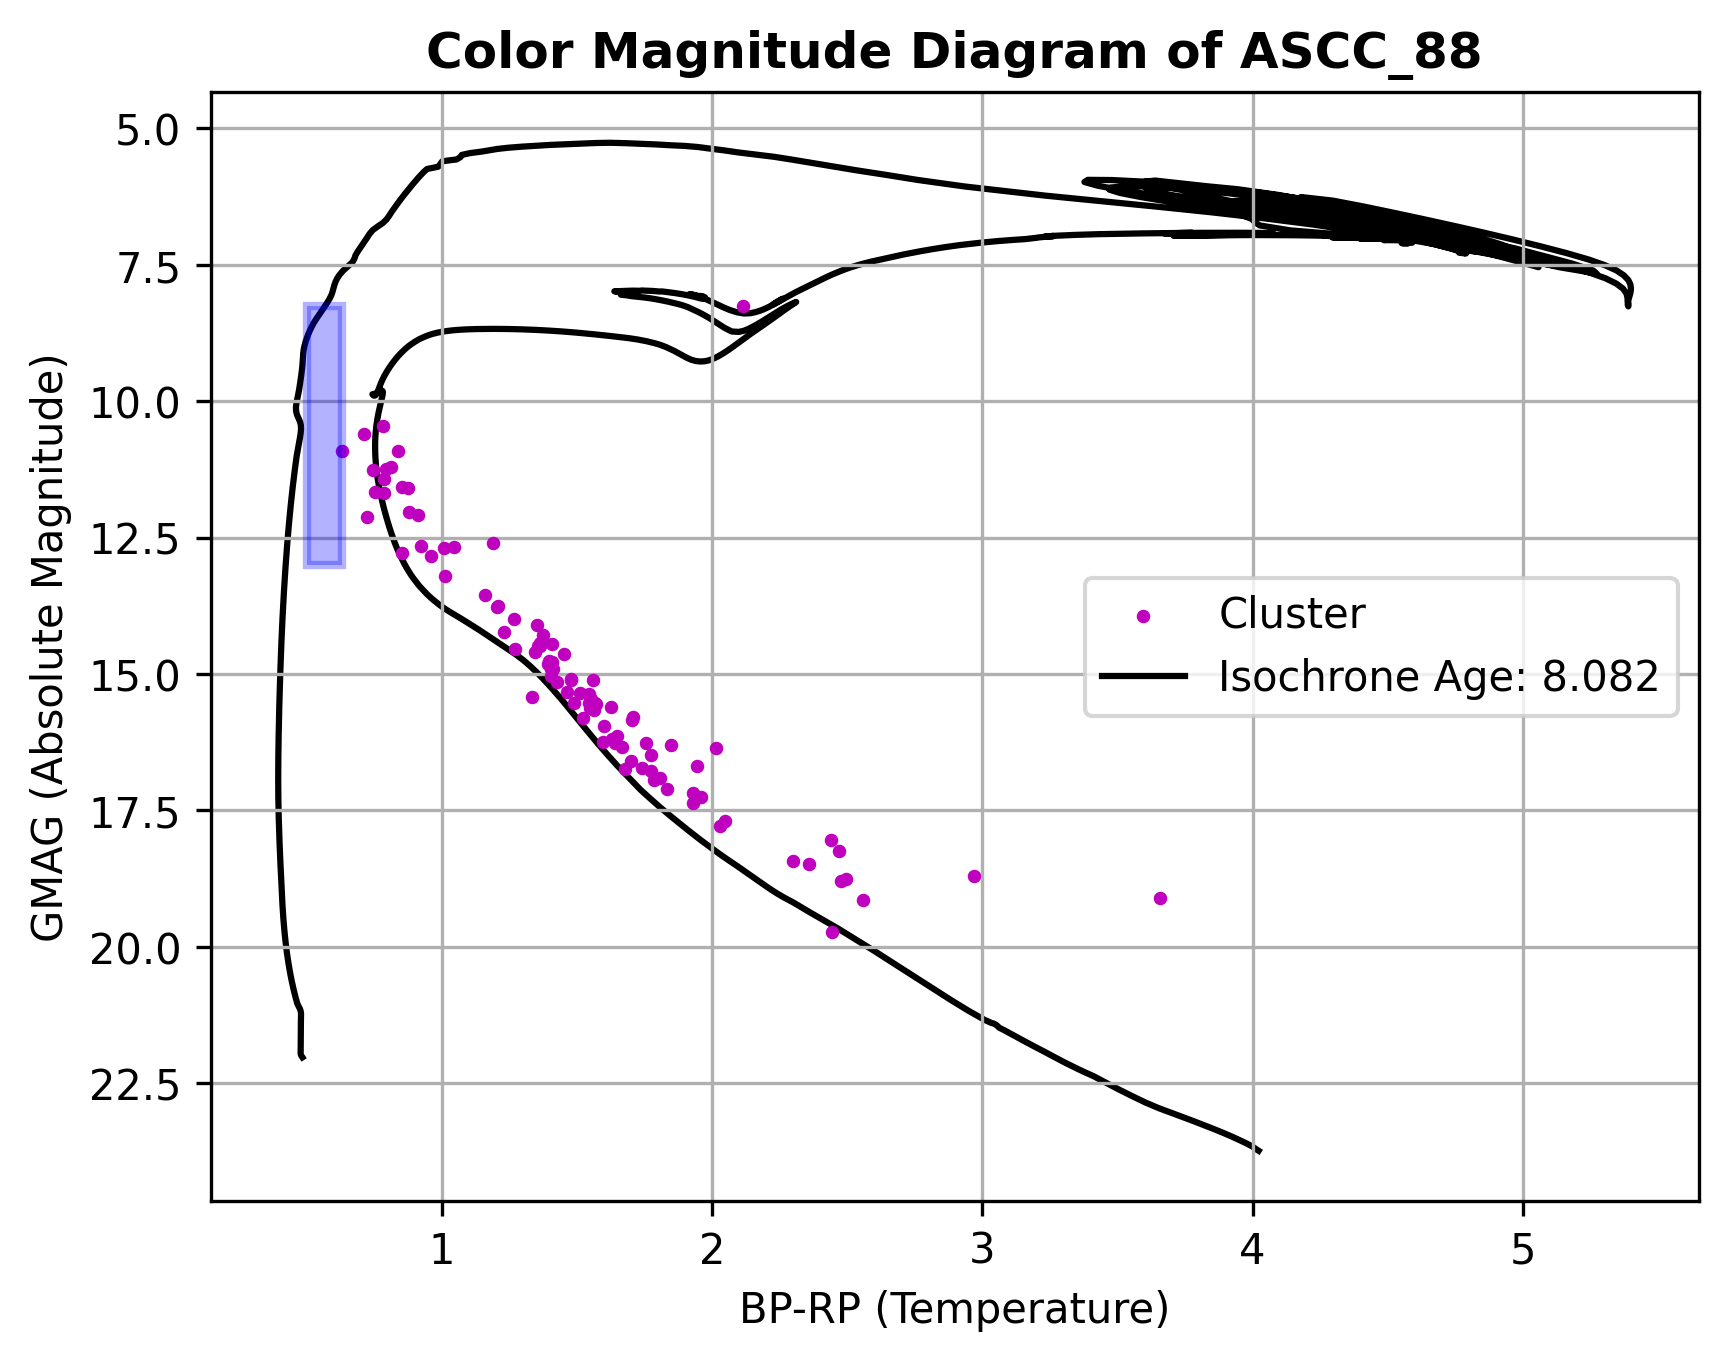 Color Magnitude Diagram of ASCC_88
GMAG (Absolute Magnitude)
5.0
7.5
10.0
12.5
15.0
17.5
20.0
22.5
Cluster
Isochrone Age: 8.082
1 2 3 4 5
BP-RP (Temperature)